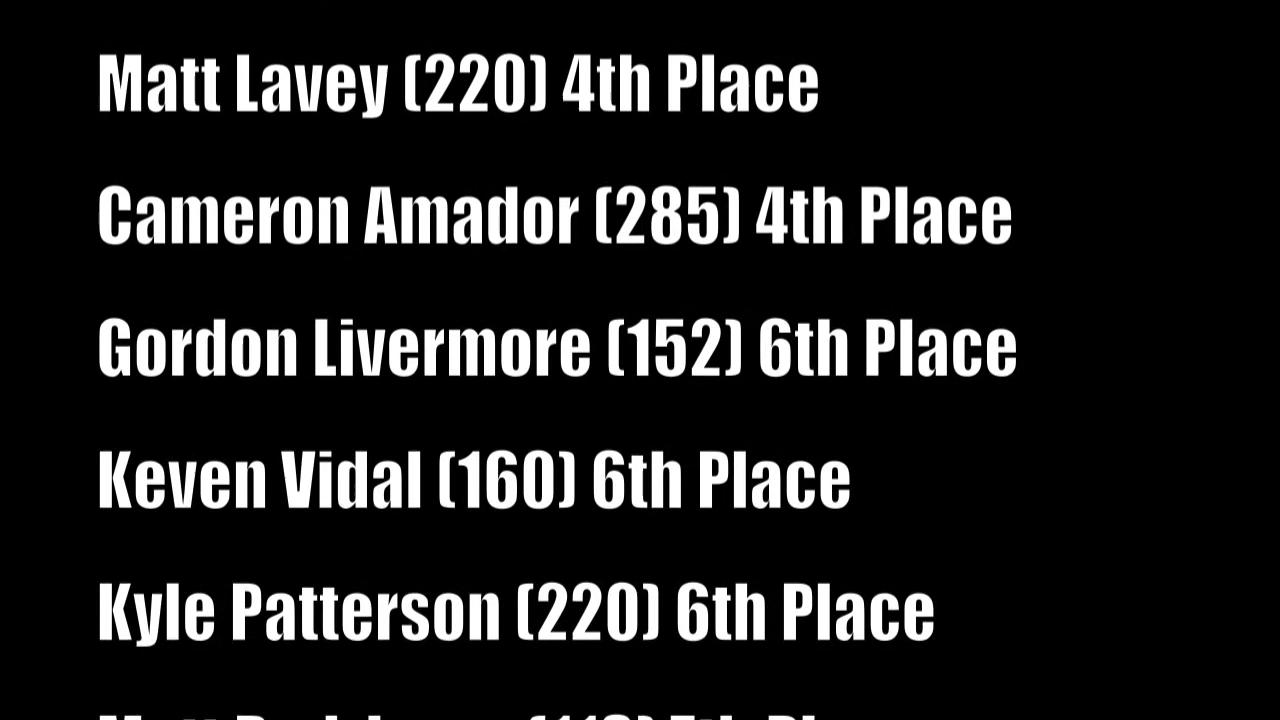 Matt Lavey (220) 4th Place
Cameron Amador (285) 4th Place
Gordon Livermore (152) 6th Place
Keven Vidal (160) 6th Place
Kyle Patterson (220) 6th Place